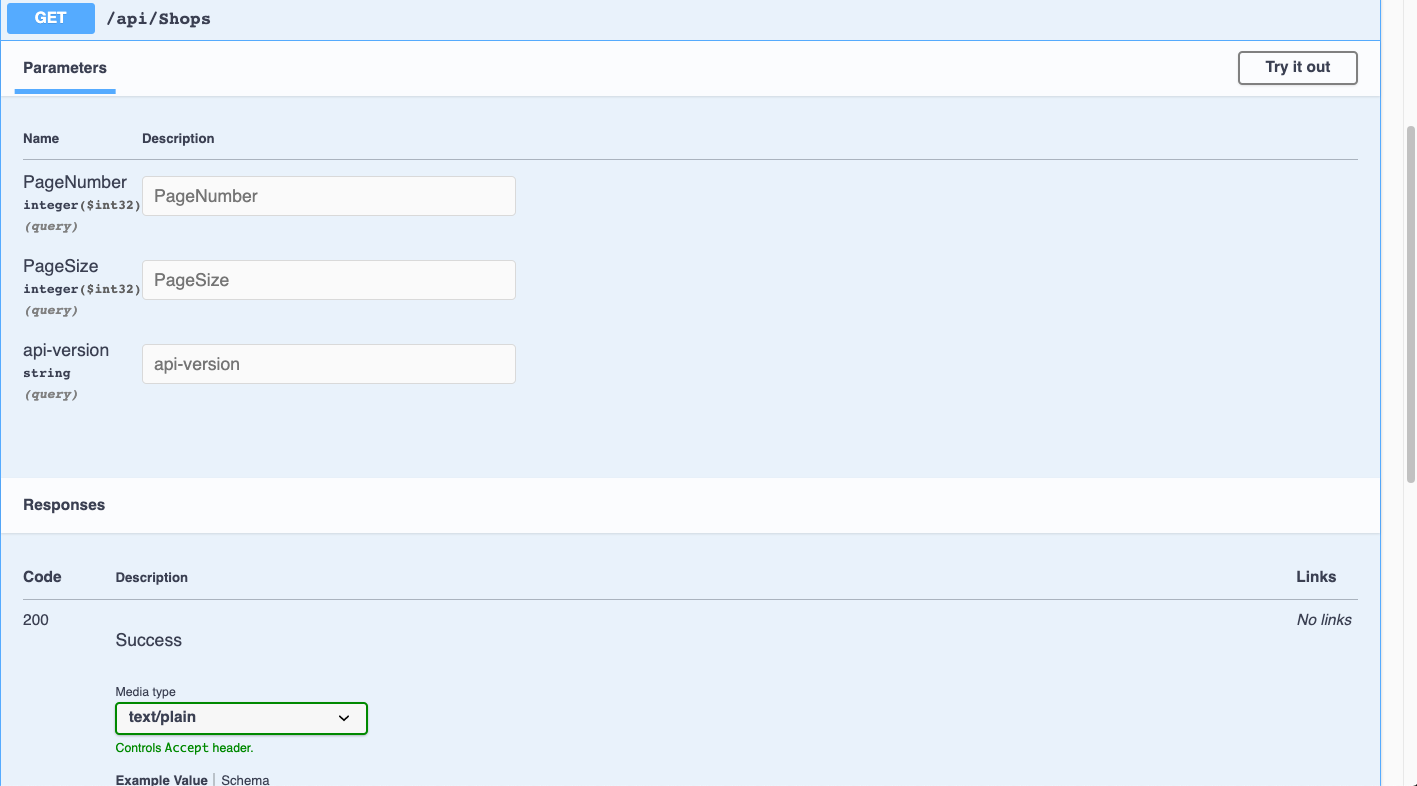 GET /api/Shops
Parameters
Try it out
Name Description
PageNumber
integer($int32)
(query)
PageNumber
PageSize
integer($int32)
(query)
PageSize
api-version
string
(query)
api-version
Responses
Code Description Links
200
Success
No links
Media type
text/plain
Controls Accept header.
Example Value | Schema